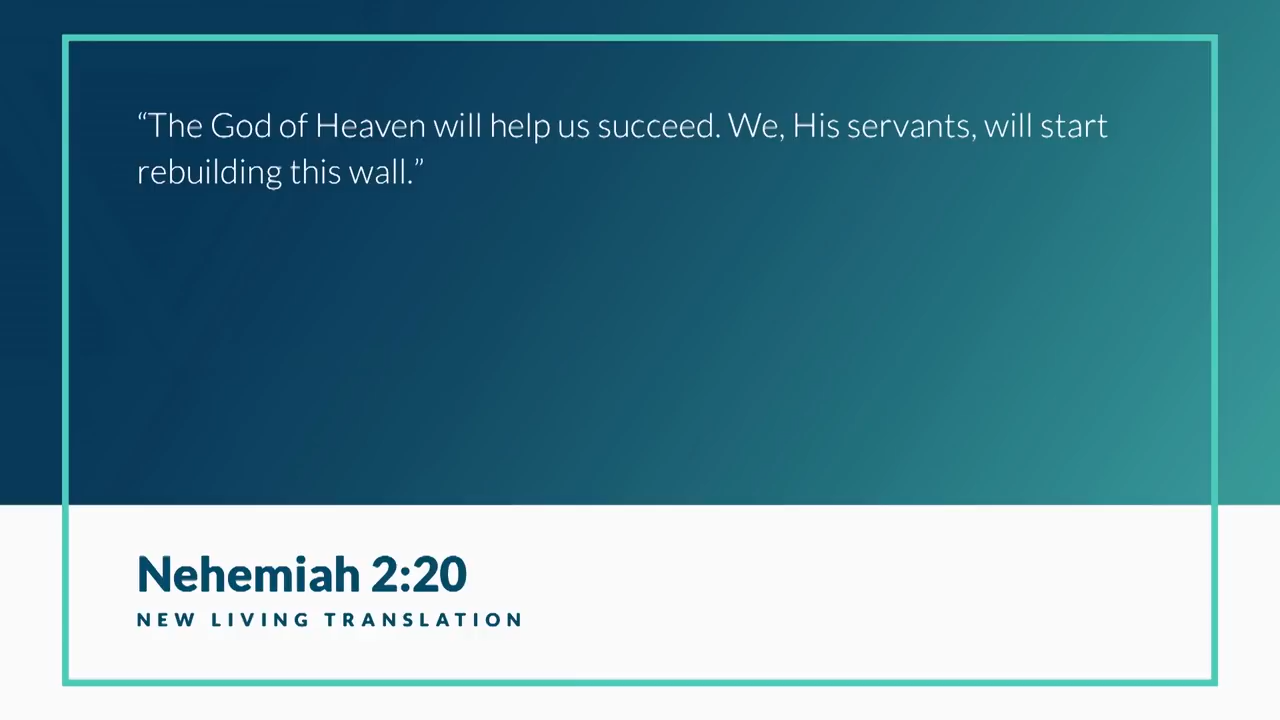 “The God of Heaven will help us succeed. We, His servants, will start
rebuilding this wall.”
Nehemiah 2:20
NEW LIVING TRANSLATION